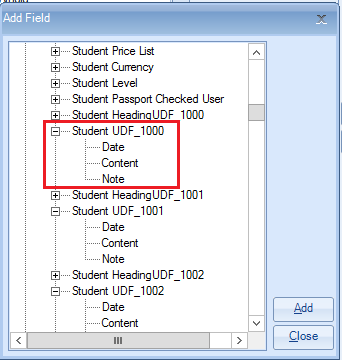 Add Field
Student Price List
Student Currency
Student Level
Student Passport Checked User
Student HeadingUDF_1000
Student UDF_1000
Date
Content
Note
Student HeadingUDF_1001
Student UDF_1001
Date
Content
Note
Student HeadingUDF_1002
Student UDF_1002
Date
Content
Add
Close